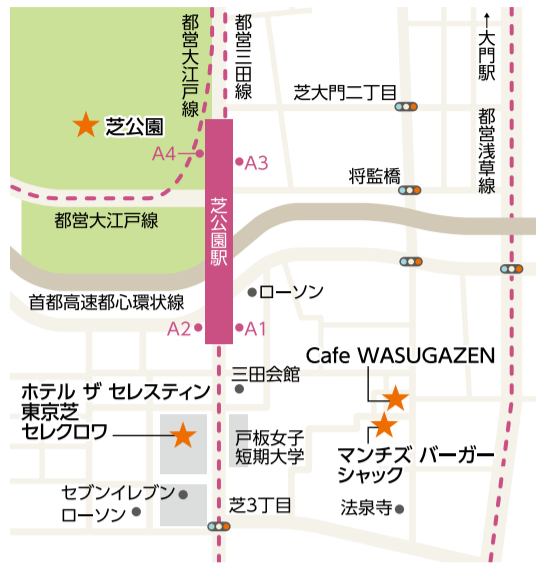 都営大江戸線
都営三田線
↑大門駅
芝大門二丁目
芝公園
都営浅草線
A4
A3
将監橋
都営大江戸線
芝公園駅
首都高速都心環状線
ローソン
A2
A1
Cafe WASUGAZEN
三田会館
ホテル ザ セレスティン
東京芝
セレクロワ
戸板女子
短期大学
マンチズ バーガー
シャック
セブンイレブン
ローソン
芝3丁目
法泉寺